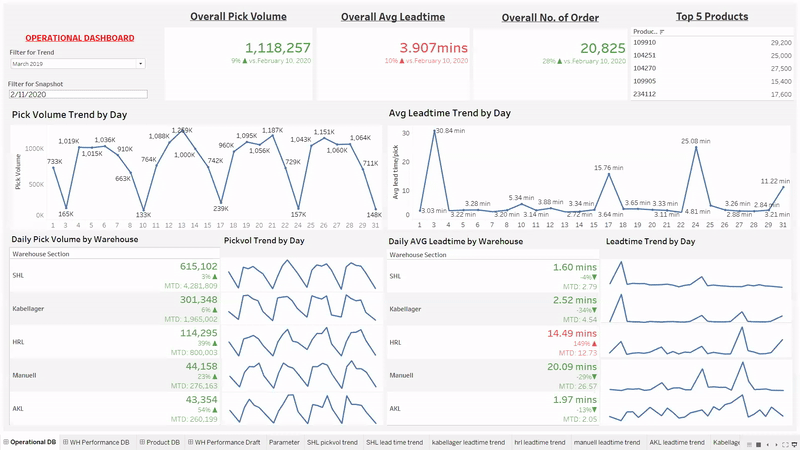 OPERATIONAL DASHBOARD
Filter for Trend
March 2019
Filter for Snapshot
2/11/2020
Overall Pick Volume
1,118,257
9% ▲ vs.February 10, 2020
Overall Avg Leadtime
3.907mins
10% ▲ vs.February 10, 2020
Overall No. of Order
20,825
28% ▲ vs.February 10, 2020
Top 5 Products
Produc..
109910 29,200
104251 25,000
104270 27,500
109905 15,400
234112 17,600
Pick Volume Trend by Day
Pick Volume
1000K
500K
0K
733K
165K
1,019K
1,015K
1,036K
910K
663K
133K
764K
1,088K
1,000K
742K
239K
960K
1,095K
1,056K
1,187K
729K
157K
1,043K
1,151K
1,060K
1,064K
711K
148K
1 2 3 4 5 6 7 8 9 10 11 12 13 14 15 16 17 18 19 20 21 22 23 24 25 26 27 28 29 30 31
Avg Leadtime Trend by Day
Avg lead time/pick
30
20
10
0
3.03 min
30.84 min
3.22 min
3.28 min
3.20 min
5.34 min
3.14 min
3.88 min
2.72 min
3.34 min
15.76 min
3.64 min
3.65 min
3.33 min
3.11 min
25.08 min
4.81 min
3.26 min
2.88 min
2.84 min
11.22 min
3.21 min
1 2 3 4 5 6 7 8 9 10 11 12 13 14 15 16 17 18 19 20 21 22 23 24 25 26 27 28 29 30 31
Daily Pick Volume by Warehouse
Warehouse Section
SHL
615,102
3% ▲
MTD: 4,281,809
Kabellager
301,348
6% ▲
MTD: 1,965,002
HRL
114,295
39% ▲
MTD: 800,003
Manuell
44,158
23% ▲
MTD: 276,163
AKL
43,354
54% ▲
MTD: 260,199
Pickvol Trend by Day
Daily AVG Leadtime by Warehouse
Warehouse Section
SHL
1.60 mins
-4%▼
MTD: 2.79
Kabellager
2.52 mins
-34%▼
MTD: 4.54
HRL
14.49 mins
149% ▲
MTD: 12.73
Manuell
20.09 mins
-29%▼
MTD: 26.57
AKL
1.97 mins
-13%▼
MTD: 2.05
Leadtime Trend by Day
Operational DB WH Performance DB Product DB WH Performance Draft Parameter SHL pickvol trend SHL lead time trend kabellager leadtime trend hrl leadtime trend manuell leadtime trend AKL leadtime trend Kabellage